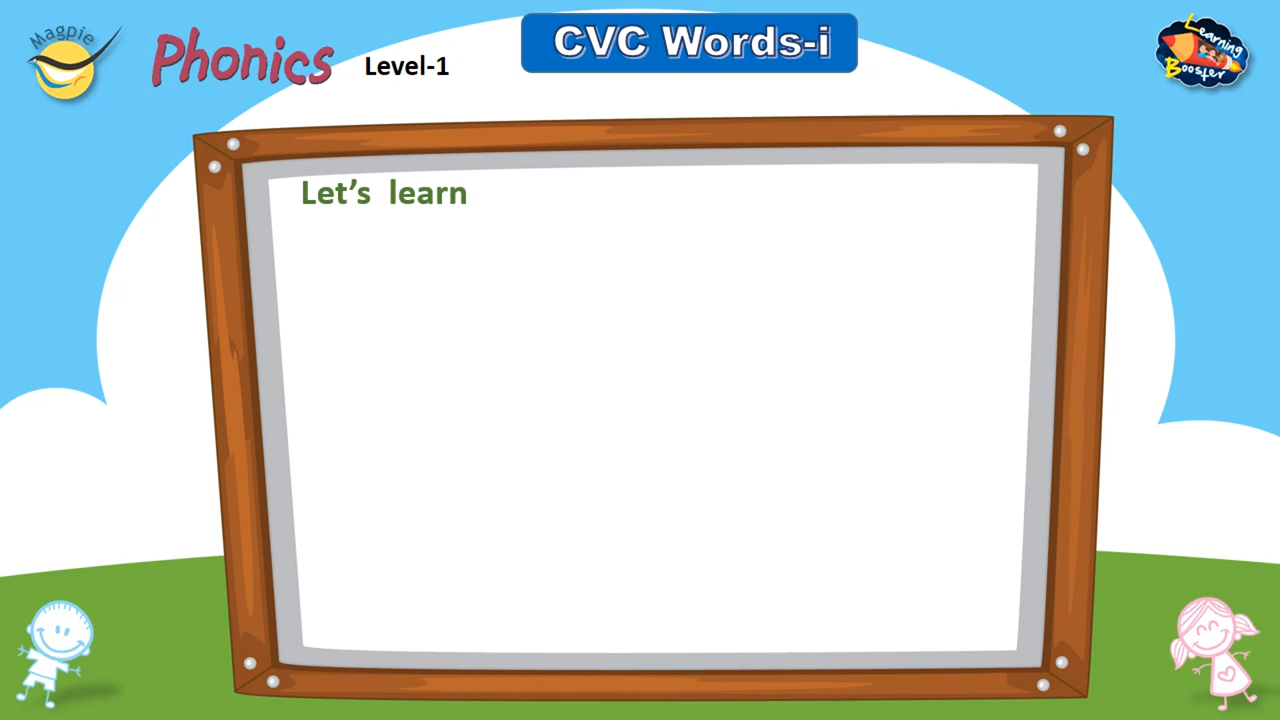 Magpie
Phonics
Level-1
CVC Words-i
Learning
Booster
Let's  learn